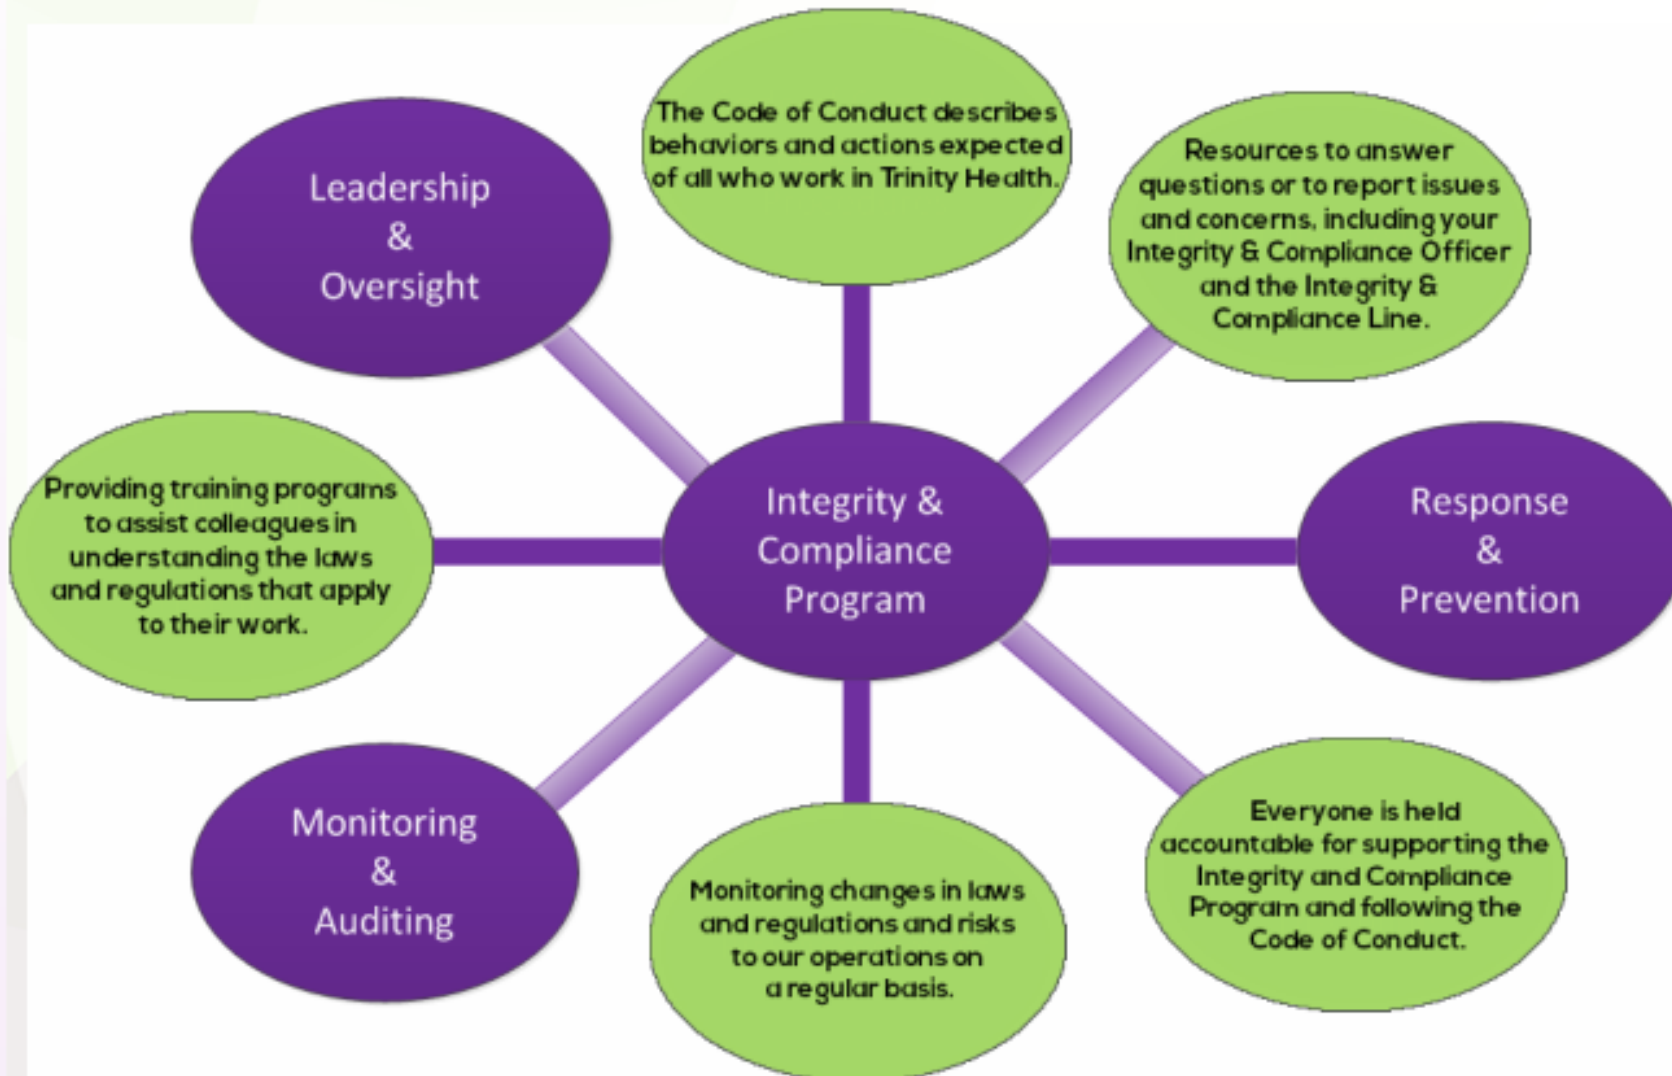 The Code of Conduct describes
behaviors and actions expected
of all who work in Trinity Health.
Leadership
&
Oversight
Resources to answer
questions or to report issues
and concerns, including your
Integrity & Compliance Officer
and the Integrity &
Compliance Line.
Providing training programs
to assist colleagues in
understanding the laws
and regulations that apply
to their work.
Integrity &
Compliance
Program
Response
&
Prevention
Monitoring
&
Auditing
Monitoring changes in laws
and regulations and risks
to our operations on
a regular basis.
Everyone is held
accountable for supporting the
Integrity and Compliance
Program and following the
Code of Conduct.